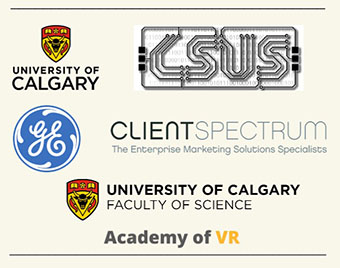 UNIVERSITY OF
CALGARY
CSUS
GE
CLIENTSPECTRUM
The Enterprise Marketing Solutions Specialists
UNIVERSITY OF CALGARY
FACULTY OF SCIENCE
Academy of VR